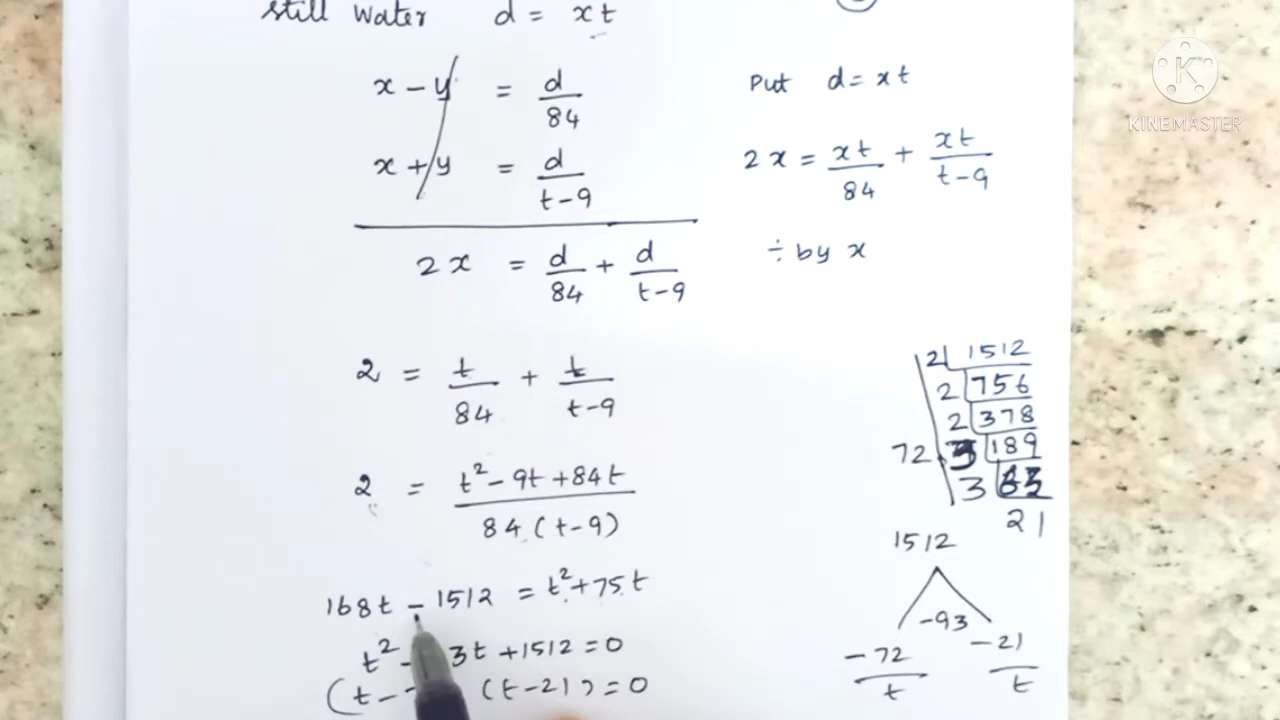 still water d = xt
x - y = d/84
x + y = d/t-9
2x = d/84 + d/t-9
2 = t/84 + t/t-9
2 = t² - 9t + 84t / 84 (t-9)
168t - 1512 = t² + 75t
t² - 3t + 1512 = 0
(t - (t-21) = 0
Put d = xt
2x = xt/84 + xt/t-9
÷ by x
2 1512
2 756
2 378
72 3 189
3 63
21
1512
-93
-72/t -21/t
K
KINEMASTER